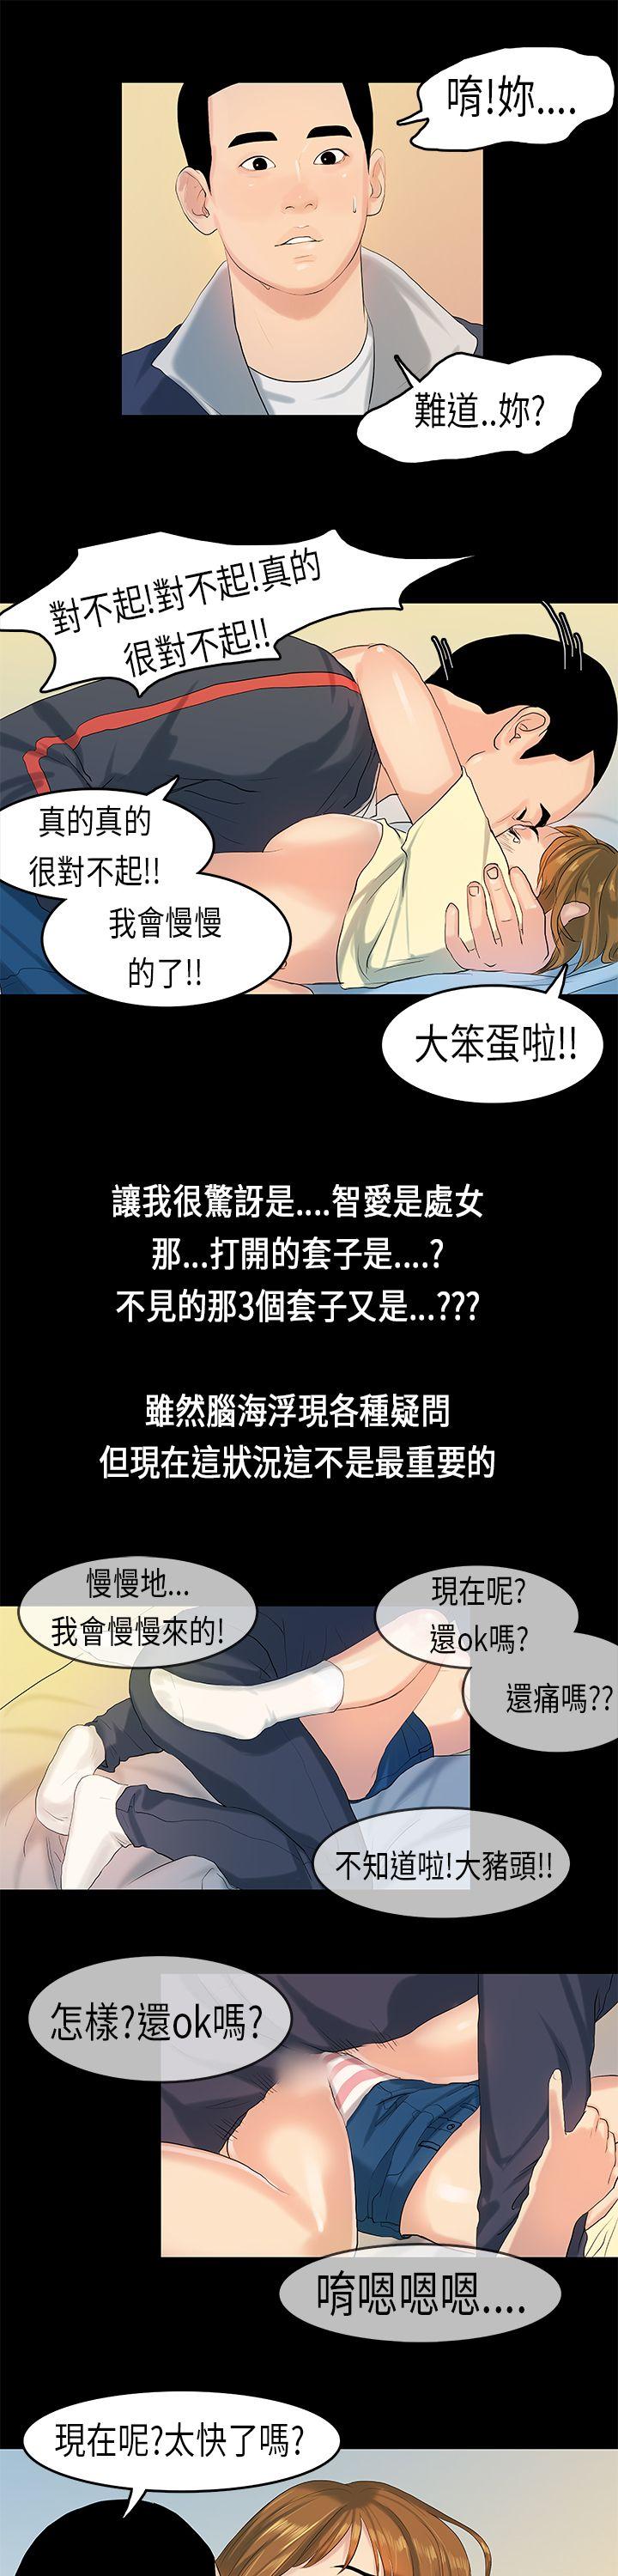 唷!妳....
難道..妳?
對不起!對不起!真的
很對不起!!
真的真的
很對不起!!
我會慢慢
的了!!
大笨蛋啦!!
讓我很驚訝是....智愛是處女
那...打開的套子是....?
不見的那3個套子又是...???
雖然腦海浮現各種疑問
但現在這狀況這不是最重要的
慢慢地...
我會慢慢來的!
現在呢?
還ok嗎?
還痛嗎??
不知道啦!大豬頭!!
怎樣?還ok嗎?
唷嗯嗯嗯....
現在呢?太快了嗎?